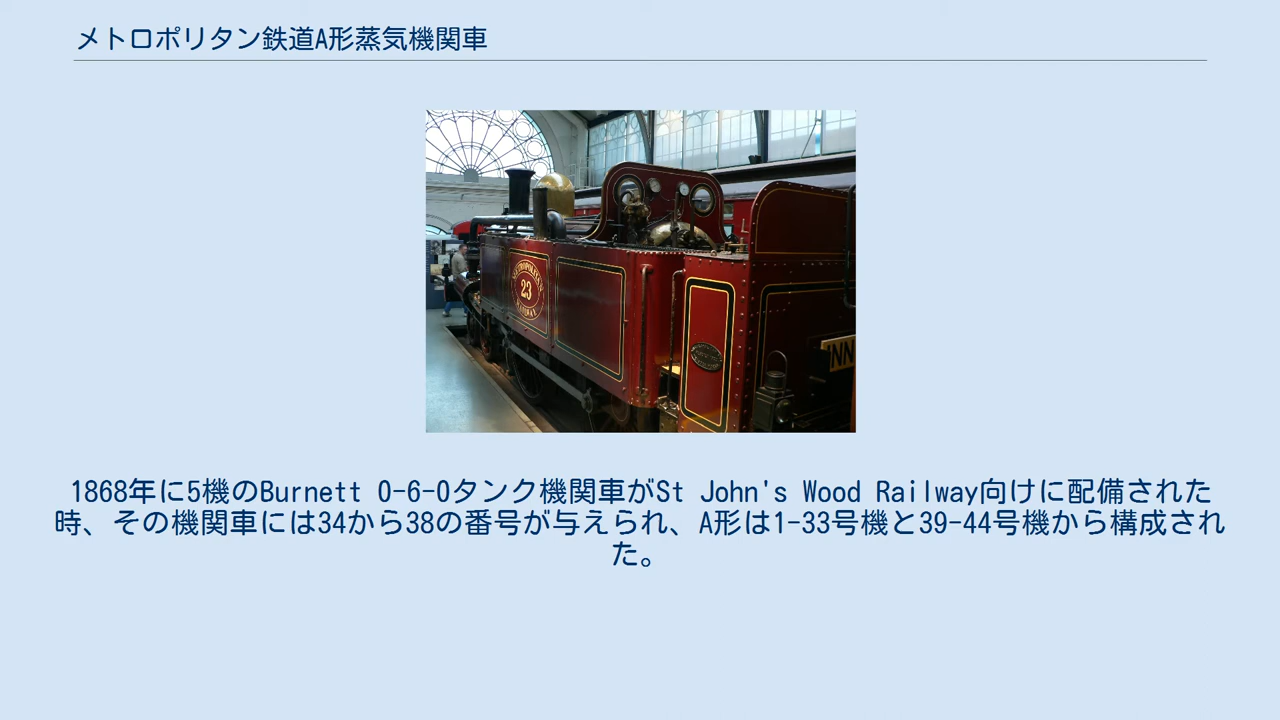 メトロポリタン鉄道A形蒸気機関車
METROPOLITAN
23
RAILWAY
INN
1868年に5機のBurnett 0-6-0タンク機関車がSt John's Wood Railway向けに配備された
時、その機関車には34から38の番号が与えられ、A形は1-33号機と39-44号機から構成され
た。